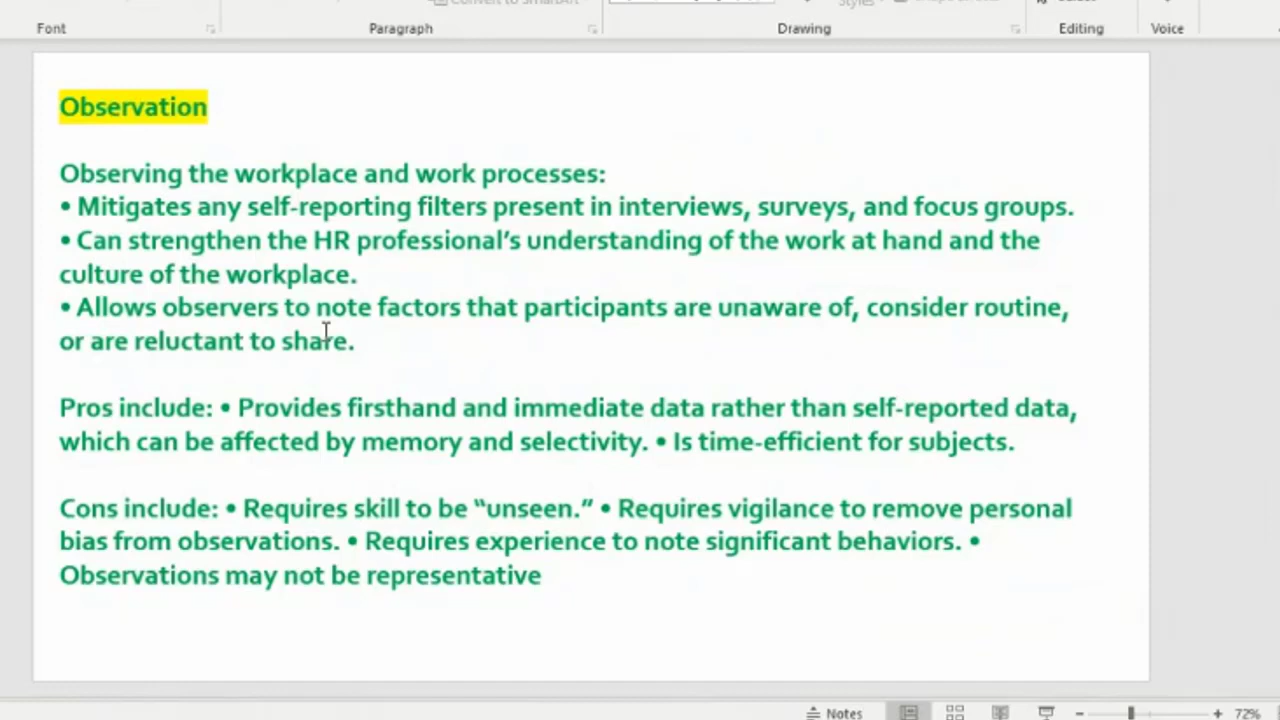 Font
Paragraph
Drawing
Editing
Voice
Observation
Observing the workplace and work processes:
• Mitigates any self-reporting filters present in interviews, surveys, and focus groups.
• Can strengthen the HR professional’s understanding of the work at hand and the
culture of the workplace.
• Allows observers to note factors that participants are unaware of, consider routine,
or are reluctant to share.
Pros include: • Provides firsthand and immediate data rather than self-reported data,
which can be affected by memory and selectivity. • Is time-efficient for subjects.
Cons include: • Requires skill to be “unseen.” • Requires vigilance to remove personal
bias from observations. • Requires experience to note significant behaviors. •
Observations may not be representative
Notes
72%